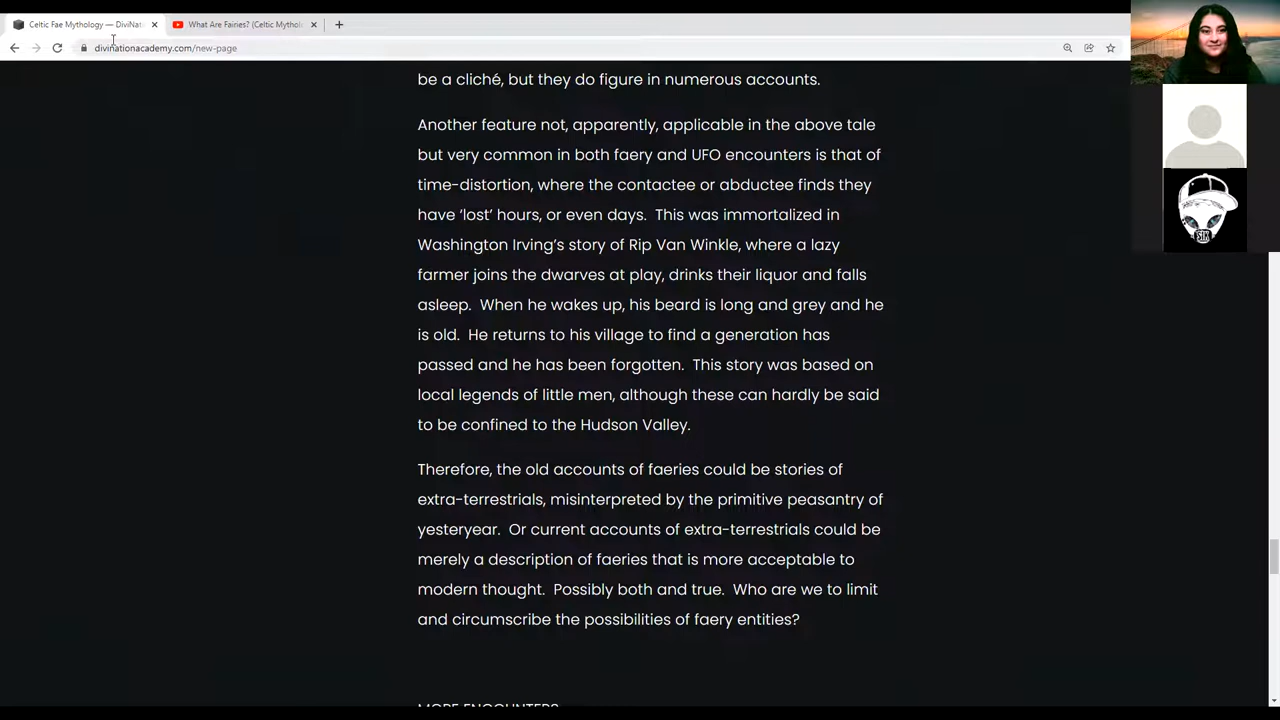 Celtic Fae Mythology — DiviNat
What Are Fairies? (Celtic Mythol
divinationacademy.com/new-page
be a cliché, but they do figure in numerous accounts.
Another feature not, apparently, applicable in the above tale
but very common in both faery and UFO encounters is that of
time-distortion, where the contactee or abductee finds they
have ‘lost’ hours, or even days.  This was immortalized in
Washington Irving’s story of Rip Van Winkle, where a lazy
farmer joins the dwarves at play, drinks their liquor and falls
asleep.  When he wakes up, his beard is long and grey and he
is old.  He returns to his village to find a generation has
passed and he has been forgotten.  This story was based on
local legends of little men, although these can hardly be said
to be confined to the Hudson Valley.
Therefore, the old accounts of faeries could be stories of
extra-terrestrials, misinterpreted by the primitive peasantry of
yesteryear.  Or current accounts of extra-terrestrials could be
merely a description of faeries that is more acceptable to
modern thought.  Possibly both and true.  Who are we to limit
and circumscribe the possibilities of faery entities?
MORE ENCOUNTERS